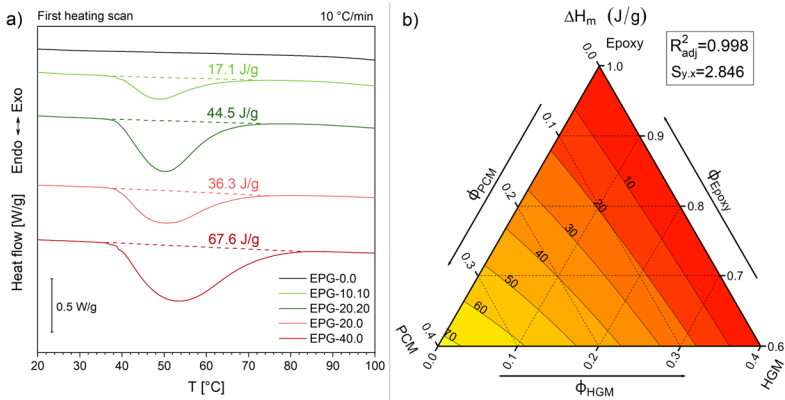 a)
First heating scan
10 °C/min
17.1 J/g
44.5 J/g
36.3 J/g
67.6 J/g
Heat flow [W/g]
Endo ⟷ Exo
0.5 W/g
EPG-0.0
EPG-10.10
EPG-20.20
EPG-20.0
EPG-40.0
20 30 40 50 60 70 80 90 100
T [°C]
b)
ΔHm (J/g)
R²adj=0.998
Sy.x=2.846
Epoxy
0.0
1.0
0.1
0.9
0.2
0.8
0.3
0.7
0.4
0.6
ϕPCM
ϕEpoxy
10
20
30
40
50
60
70
PCM
HGM
0.0 0.1 0.2 0.3 0.4
ϕHGM